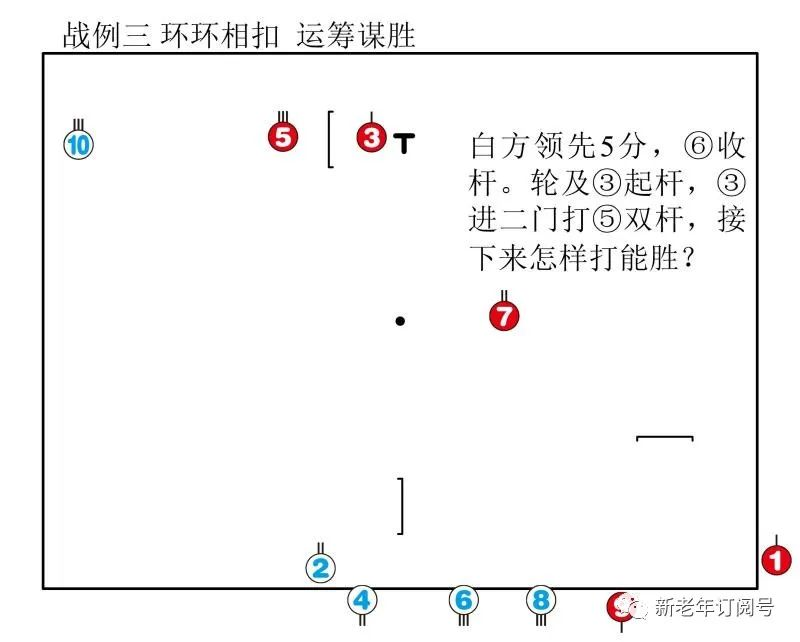 战例三 环环相扣 运筹谋胜
⑩
⑤
③
T
白方领先5分，⑥收
杆。轮及③起杆，③
进二门打⑤双杆，接
下来怎样打能胜？
⑦
①
②
④
⑥
⑧
新老年订阅号